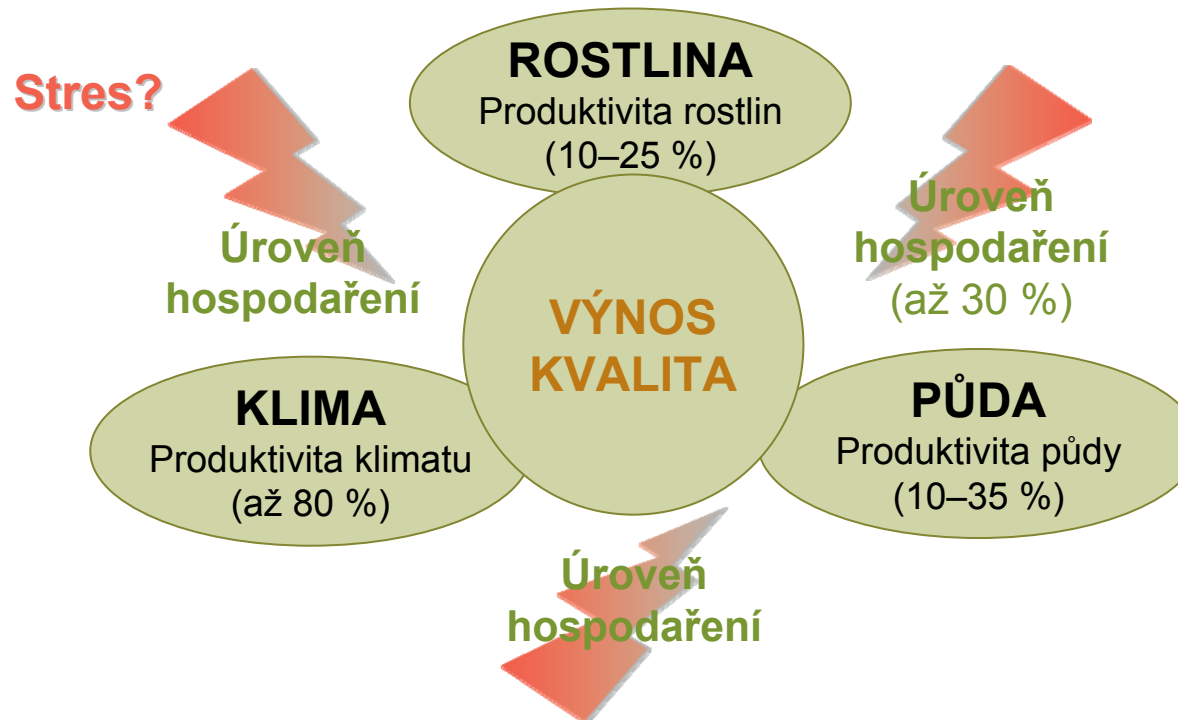 Stres?
ROSTLINA
Produktivita rostlin
(10–25 %)
Úroveň
hospodaření
Úroveň
hospodaření
(až 30 %)
VÝNOS
KVALITA
KLIMA
Produktivita klimatu
(až 80 %)
PŮDA
Produktivita půdy
(10–35 %)
Úroveň
hospodaření